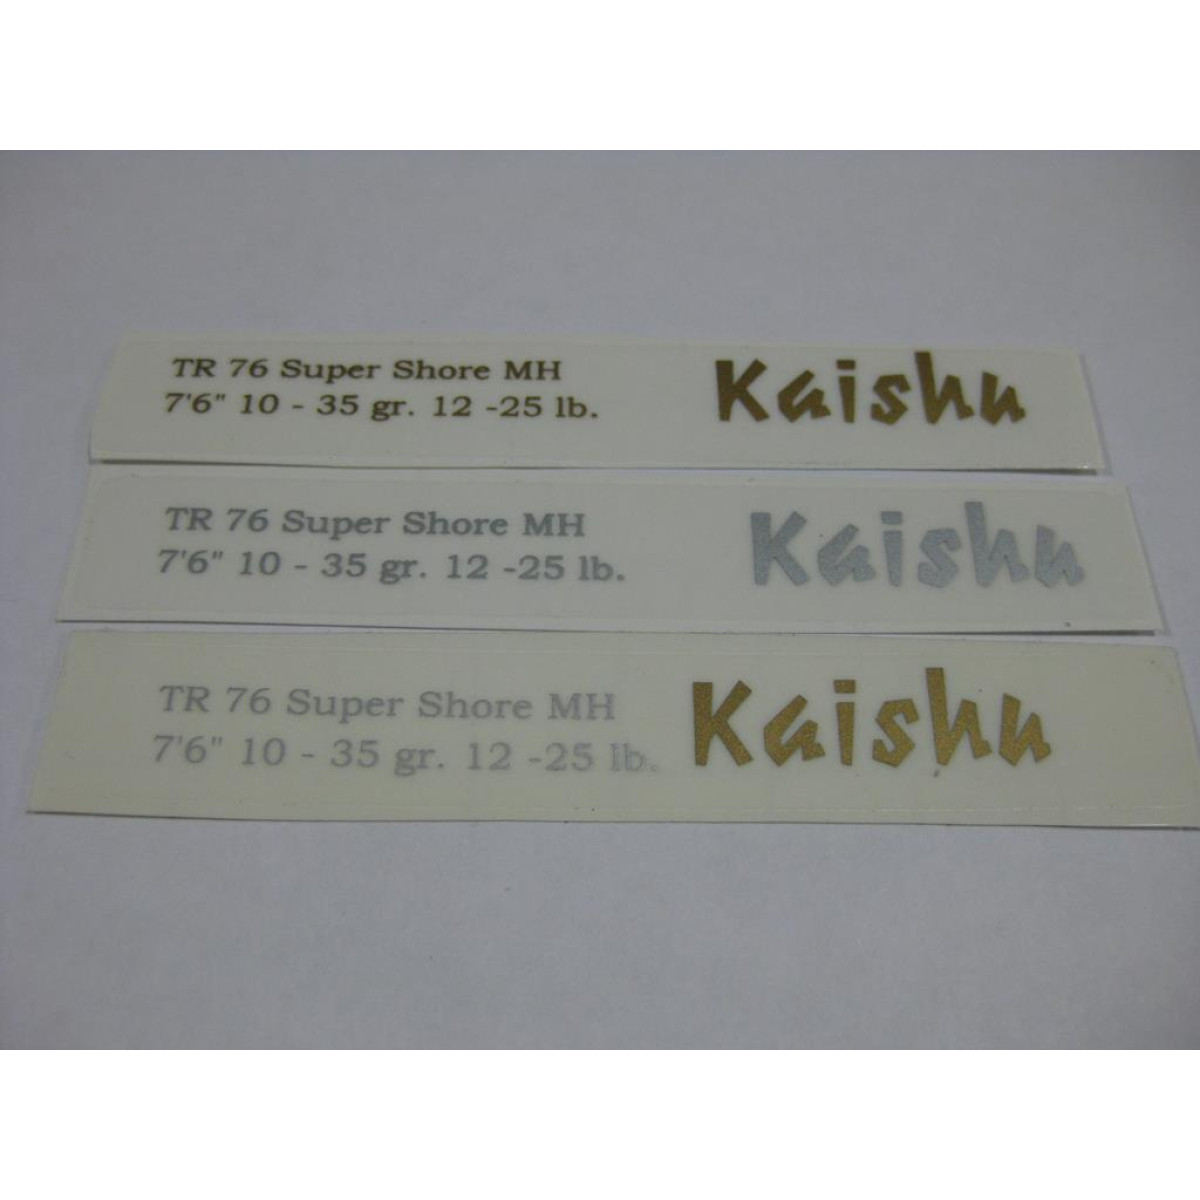 TR 76 Super Shore MH
7'6" 10 - 35 gr. 12 -25 lb.
Kaishu
TR 76 Super Shore MH
7'6" 10 - 35 gr. 12 -25 lb.
Kaishu
TR 76 Super Shore MH
7'6" 10 - 35 gr. 12 -25 lb.
Kaishu